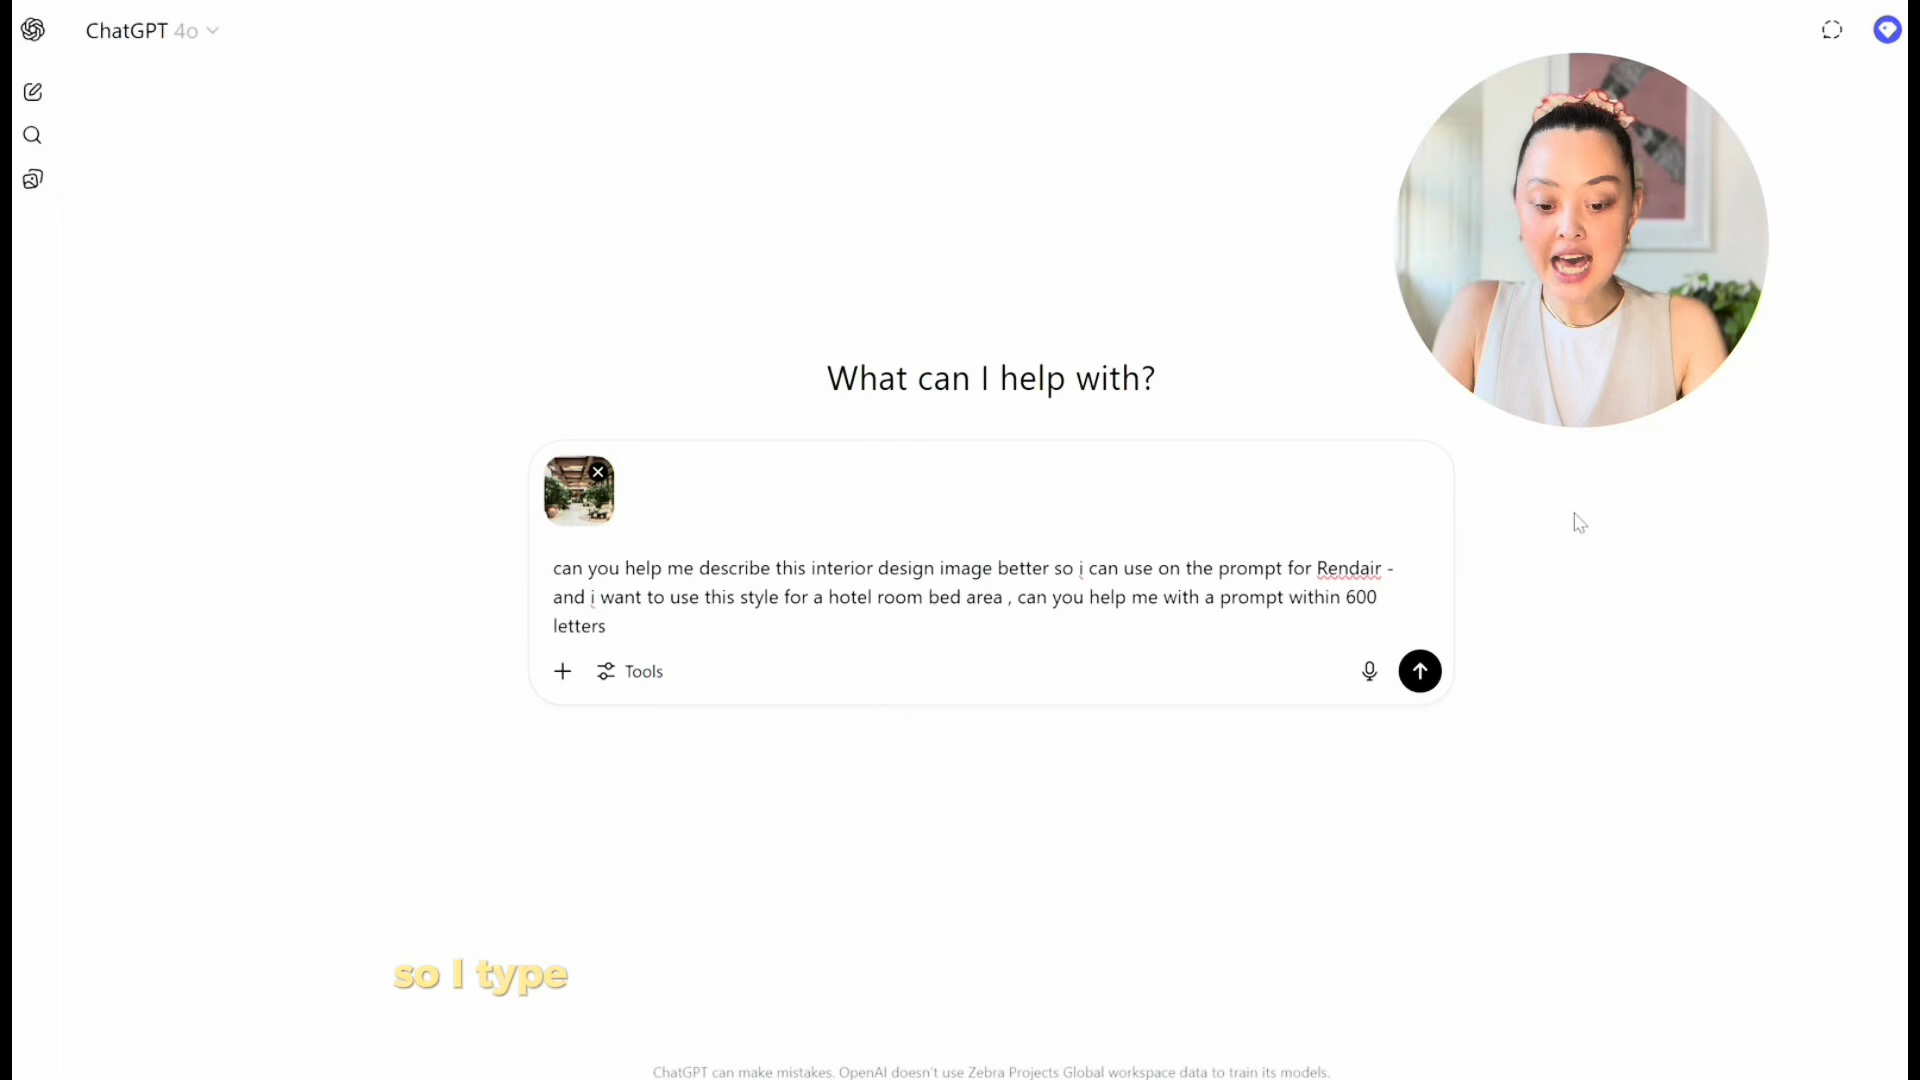 ChatGPT 4o
What can I help with?
can you help me describe this interior design image better so i can use on the prompt for Rendair -
and i want to use this style for a hotel room bed area , can you help me with a prompt within 600
letters
Tools
so I type
ChatGPT can make mistakes. OpenAI doesn't use Zebra Projects Global workspace data to train its models.